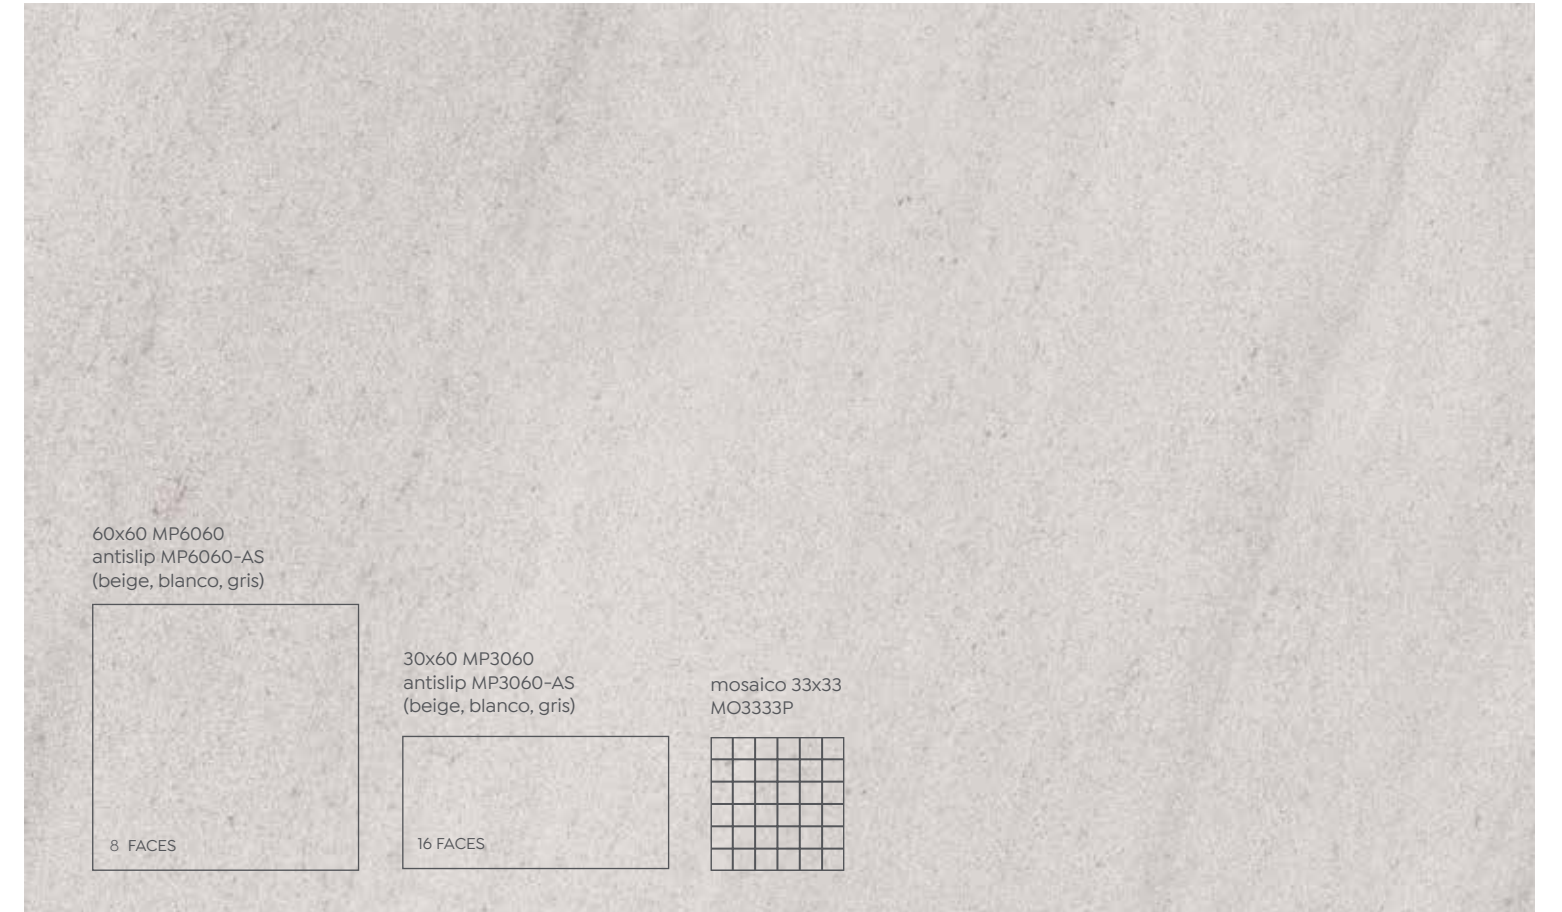 60x60 MP6060
antislip MP6060-AS
(beige, blanco, gris)
8 FACES
30x60 MP3060
antislip MP3060-AS
(beige, blanco, gris)
16 FACES
mosaico 33x33
MO3333P